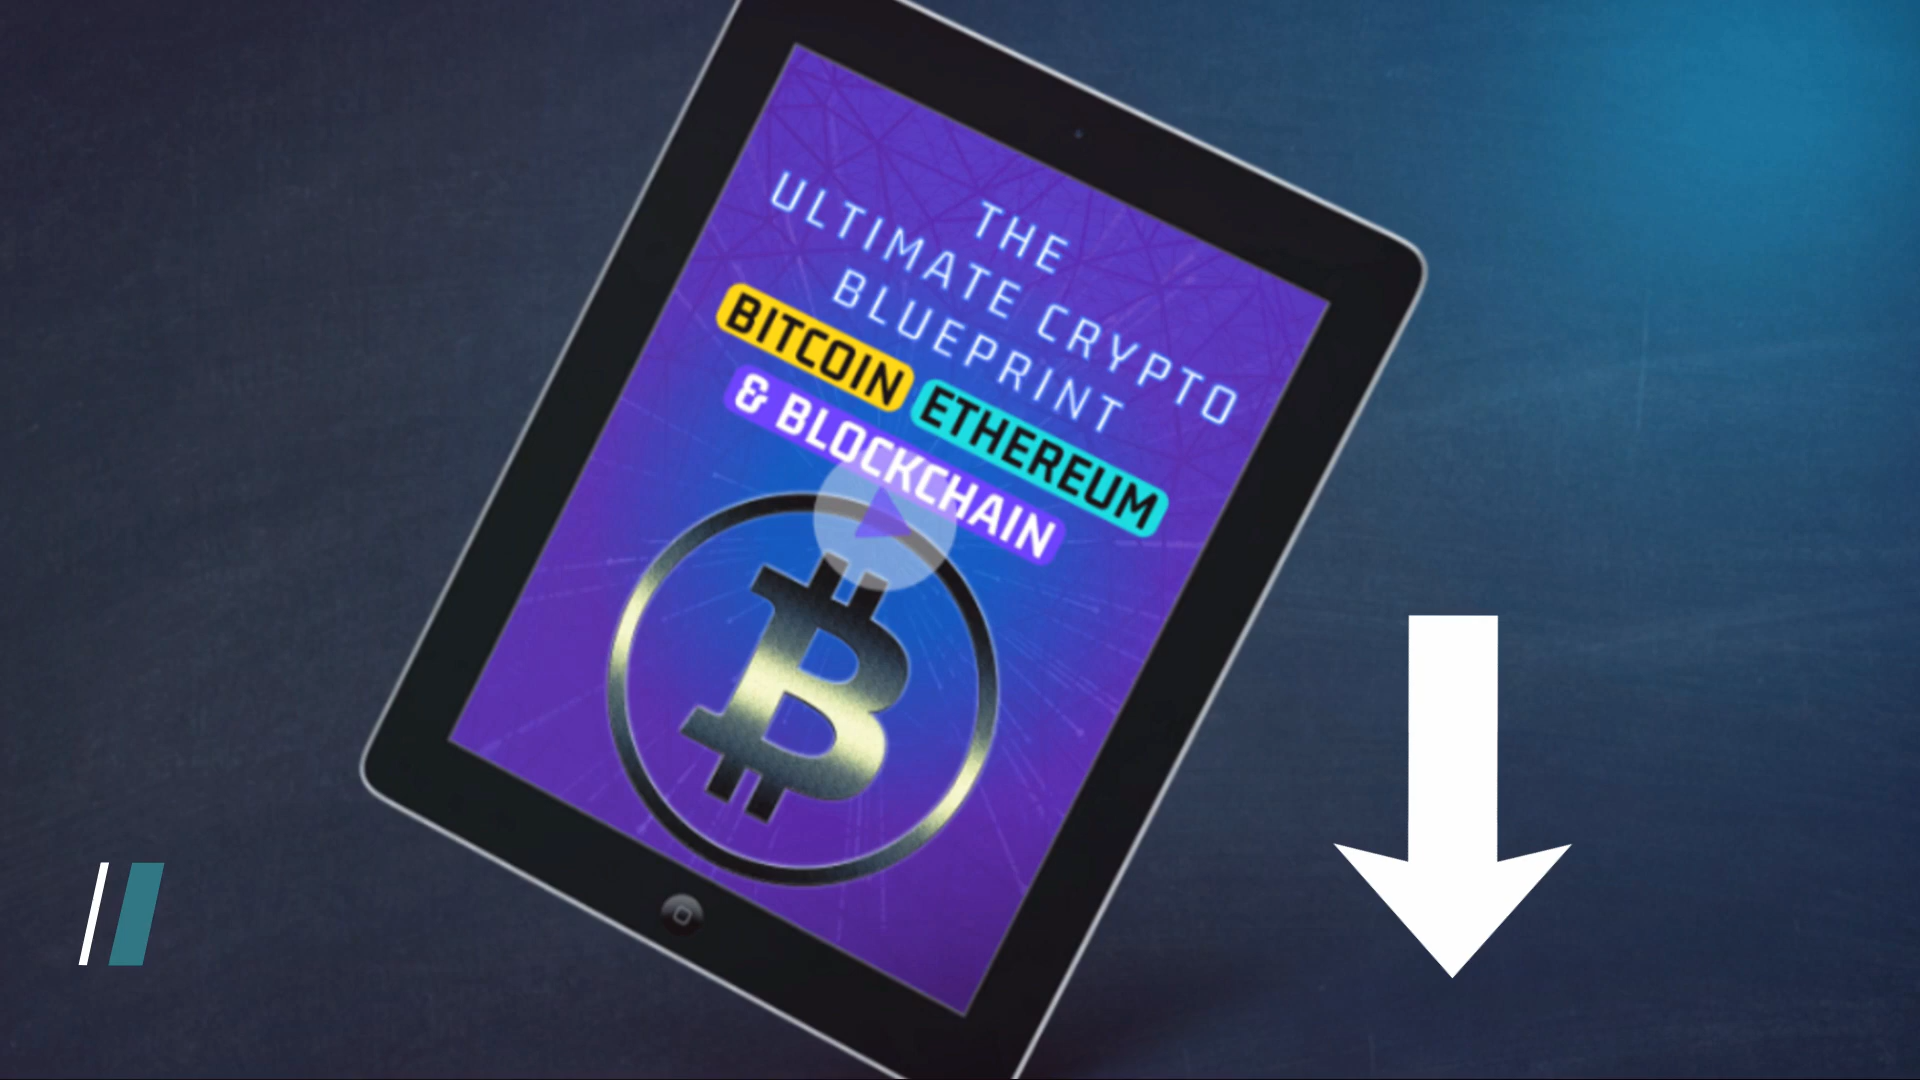 THE
ULTIMATE CRYPTO
BLUEPRINT
BITCOIN ETHEREUM
& BLOCKCHAIN